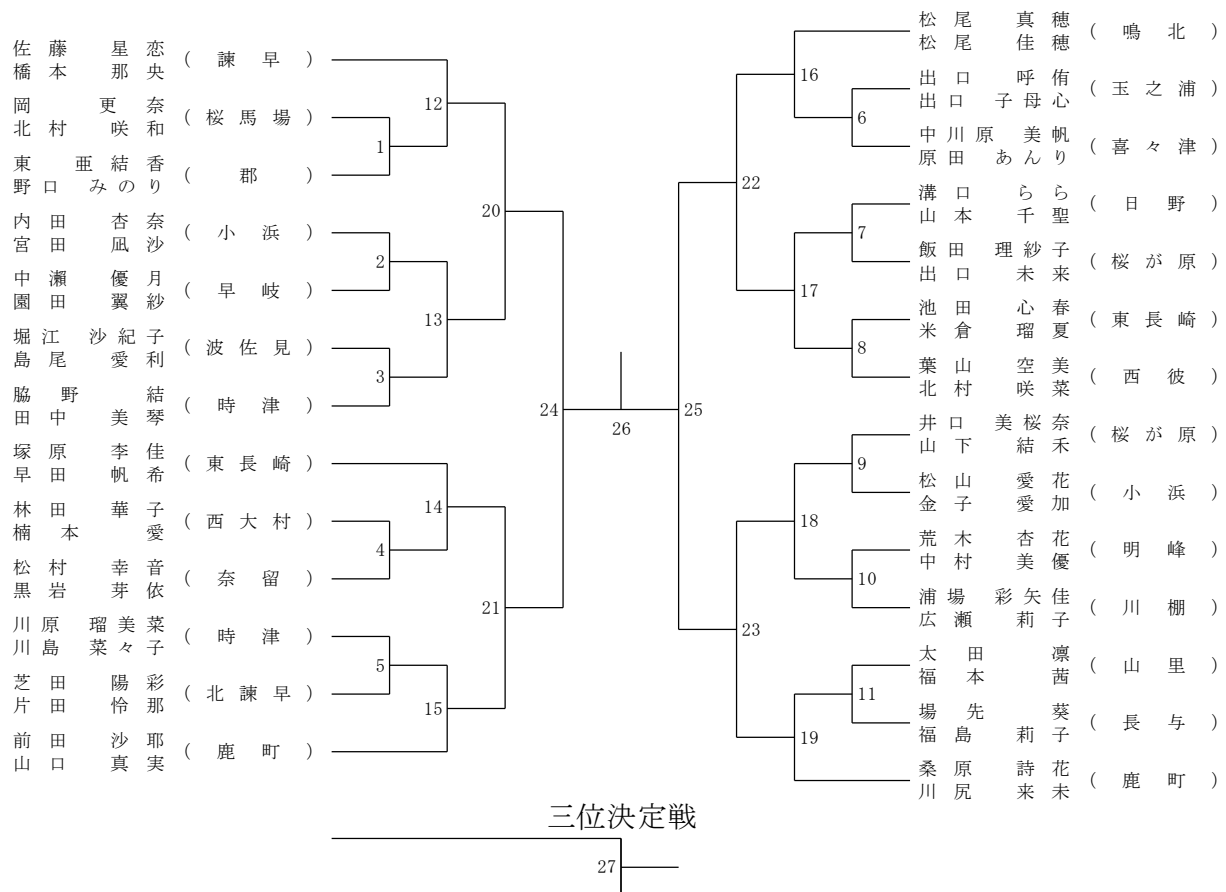 佐藤 星恋
橋本 那央
(諫早)
岡 更奈
北村 咲和
(桜馬場)
東 亜結香
野口 みのり
(郡)
内田 杏奈
宮田 凪沙
(小浜)
中瀬 優月
園田 翼紗
(早岐)
堀江 沙紀子
島尾 愛利
(波佐見)
脇野 結
田中 美琴
(時津)
塚原 李佳
早田 帆希
(東長崎)
林田 華子
楠本 愛
(西大村)
松村 幸音
黒岩 芽依
(奈留)
川原 瑠美菜
川島 菜々子
(時津)
芝田 陽彩
片田 怜那
(北諫早)
前田 沙耶
山口 真実
(鹿町)
1
2
3
4
5
12
13
14
15
20
21
24
26
25
22
23
16
17
18
19
6
7
8
9
10
11
松尾 真穂
松尾 佳穂
(鳴北)
出口 呼侑
出口 子母心
(玉之浦)
中川原 美帆
原田 あんり
(喜々津)
溝口 らら
山本 千聖
(日野)
飯田 理紗子
出口 未来
(桜が原)
池田 心春
米倉 瑠夏
(東長崎)
葉山 空美
北村 咲菜
(西彼)
井口 美桜奈
山下 結禾
(桜が原)
松山 愛花
金子 愛加
(小浜)
荒木 杏花
中村 美優
(明峰)
浦場 彩矢佳
広瀬 莉子
(川棚)
太田 凛
福本 茜
(山里)
場先 葵
福島 莉子
(長与)
桑原 詩花
川尻 来未
(鹿町)
三位決定戦
27